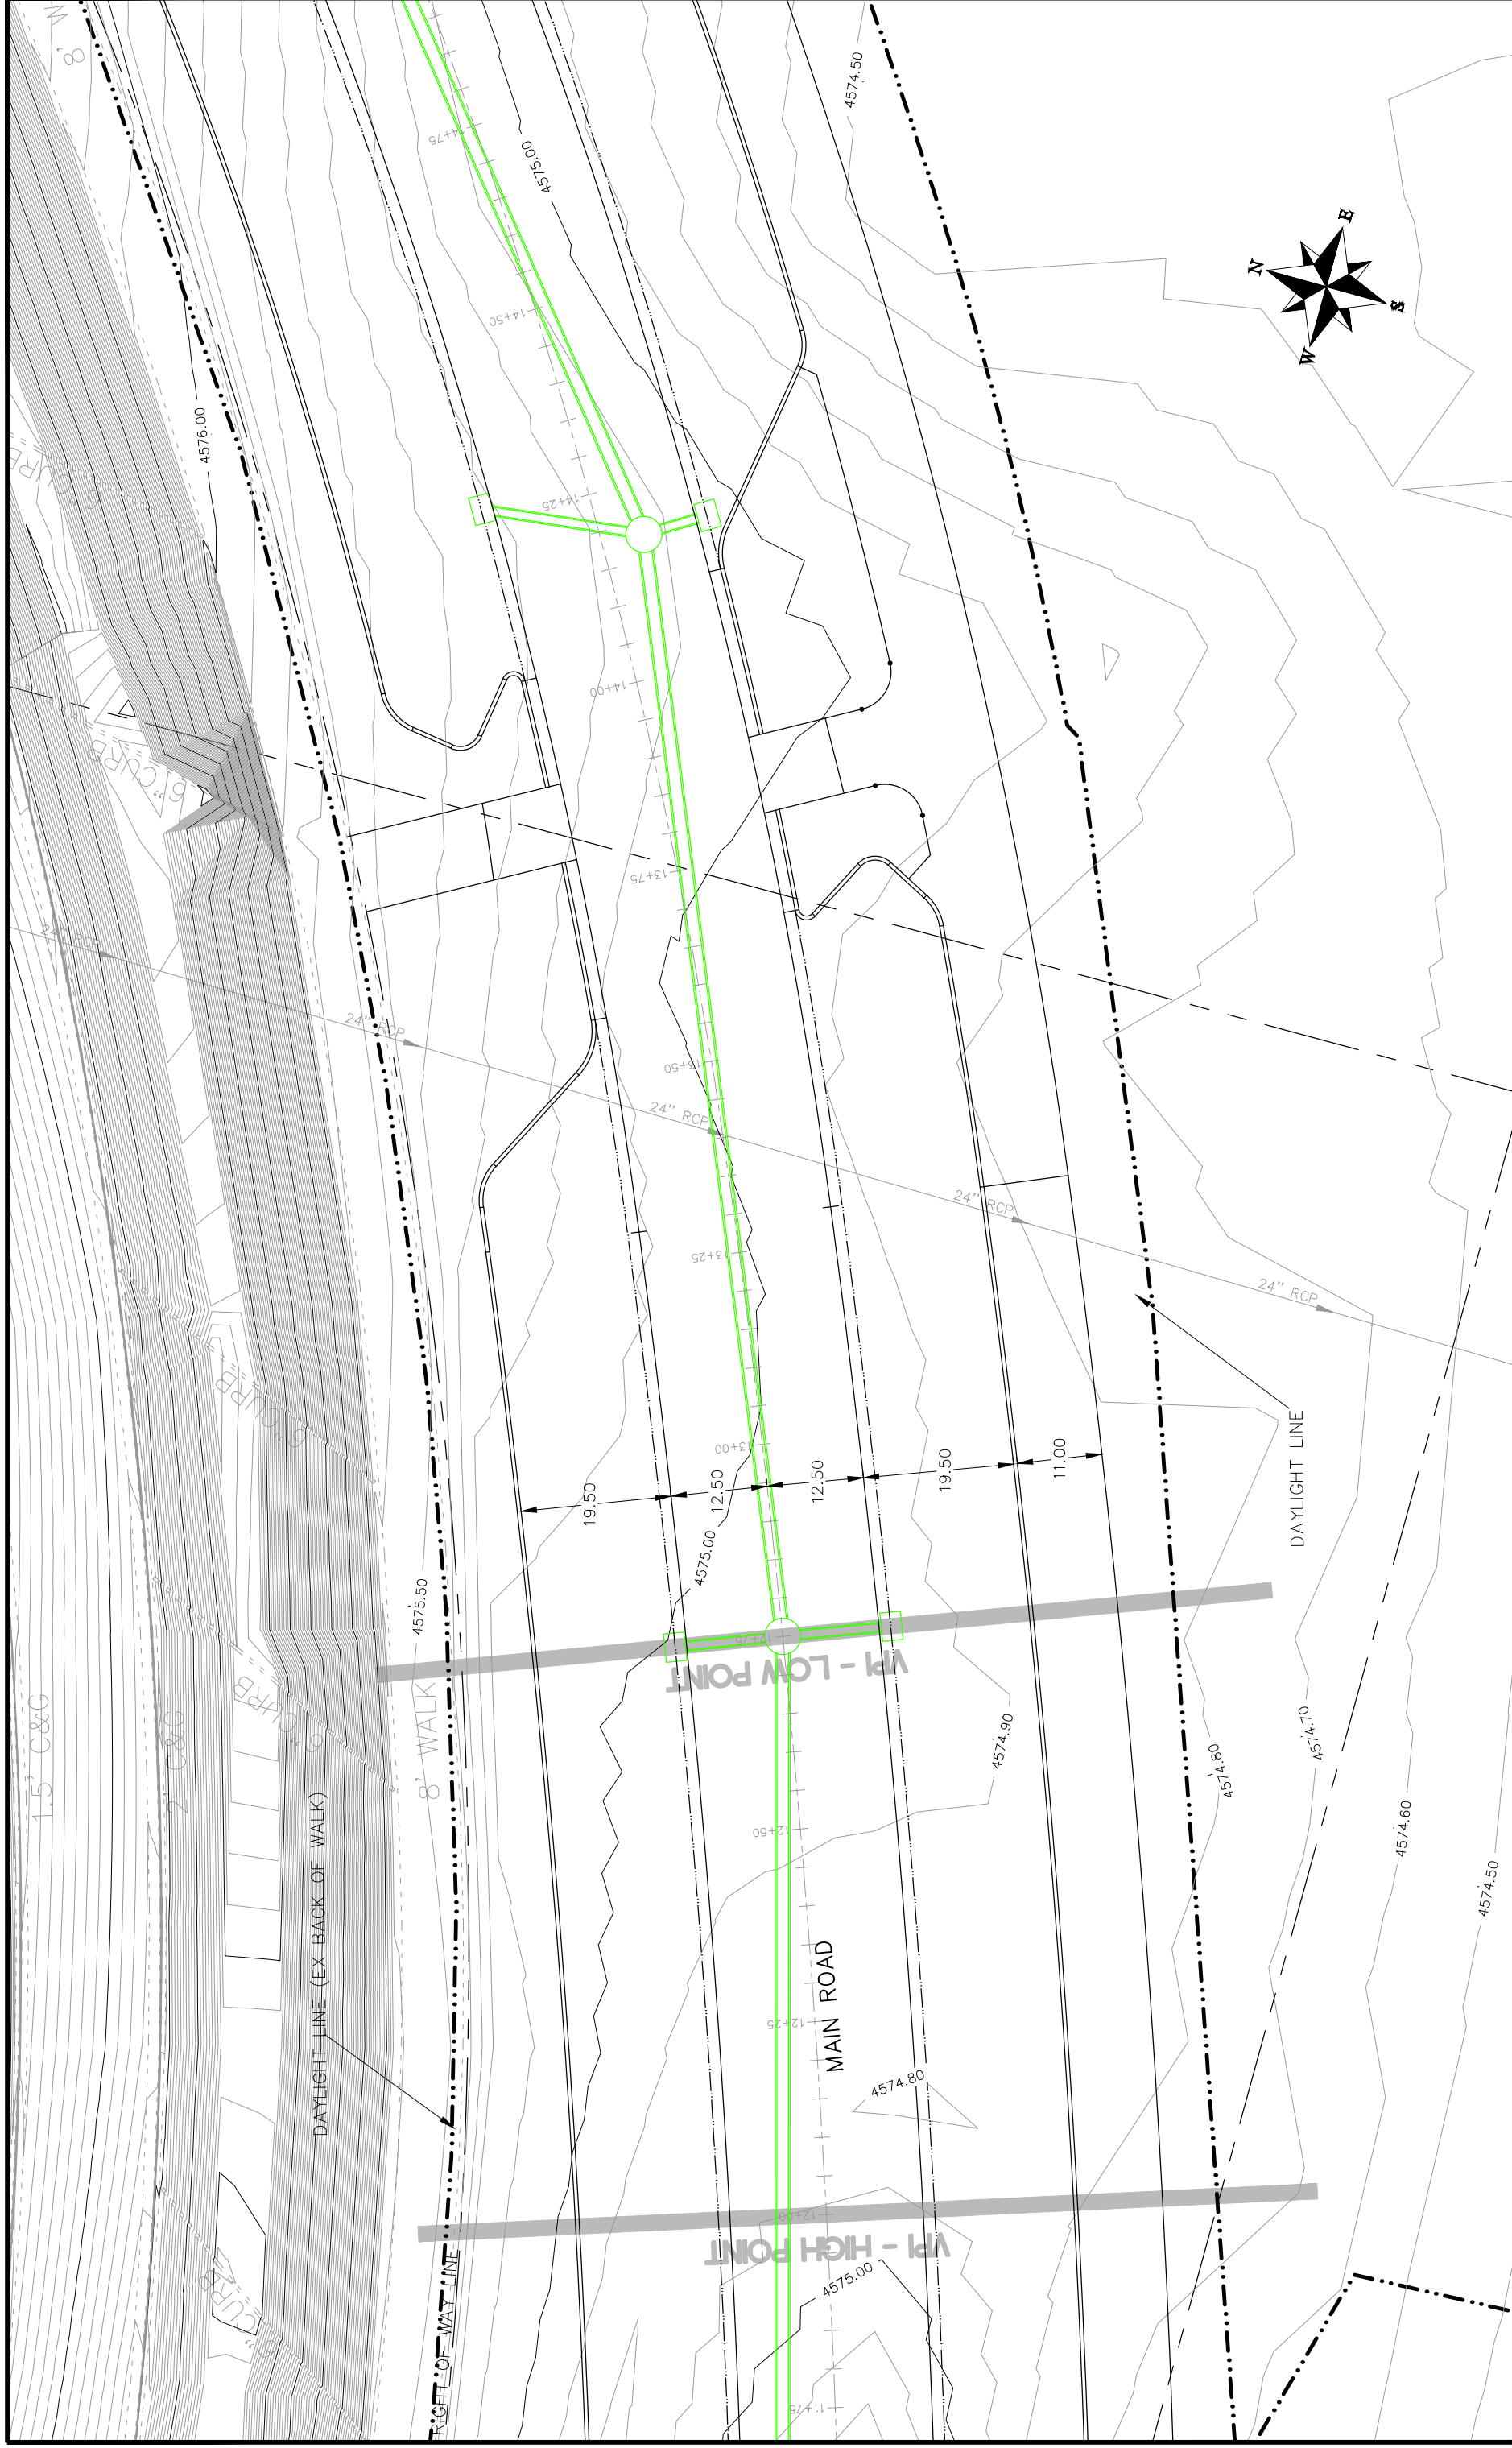 8'
4574.50
14+75
4575.00
N
E
S
W
14+50
4576.00
6" CURB
14+25
14+00
6" CURB
13+75
24" RCP
24" RCP
13+50
24" RCP
24" RCP
13+25
24" RCP
6" CURB
13+00
19.50
12.50
12.50
19.50
11.00
DAYLIGHT LINE
4575.00
4575.50
12+75
VPI - LOW POINT
1.5' C&G
2' C&G
6" CURB
8' WALK
4574.90
4574.80
4574.70
4574.60
4574.50
12+50
DAYLIGHT LINE (EX BACK OF WALK)
MAIN ROAD
12+25
4574.80
12+00
VPI - HIGH POINT
4575.00
6" CURB
RIGHT OF WAY LINE
11+75